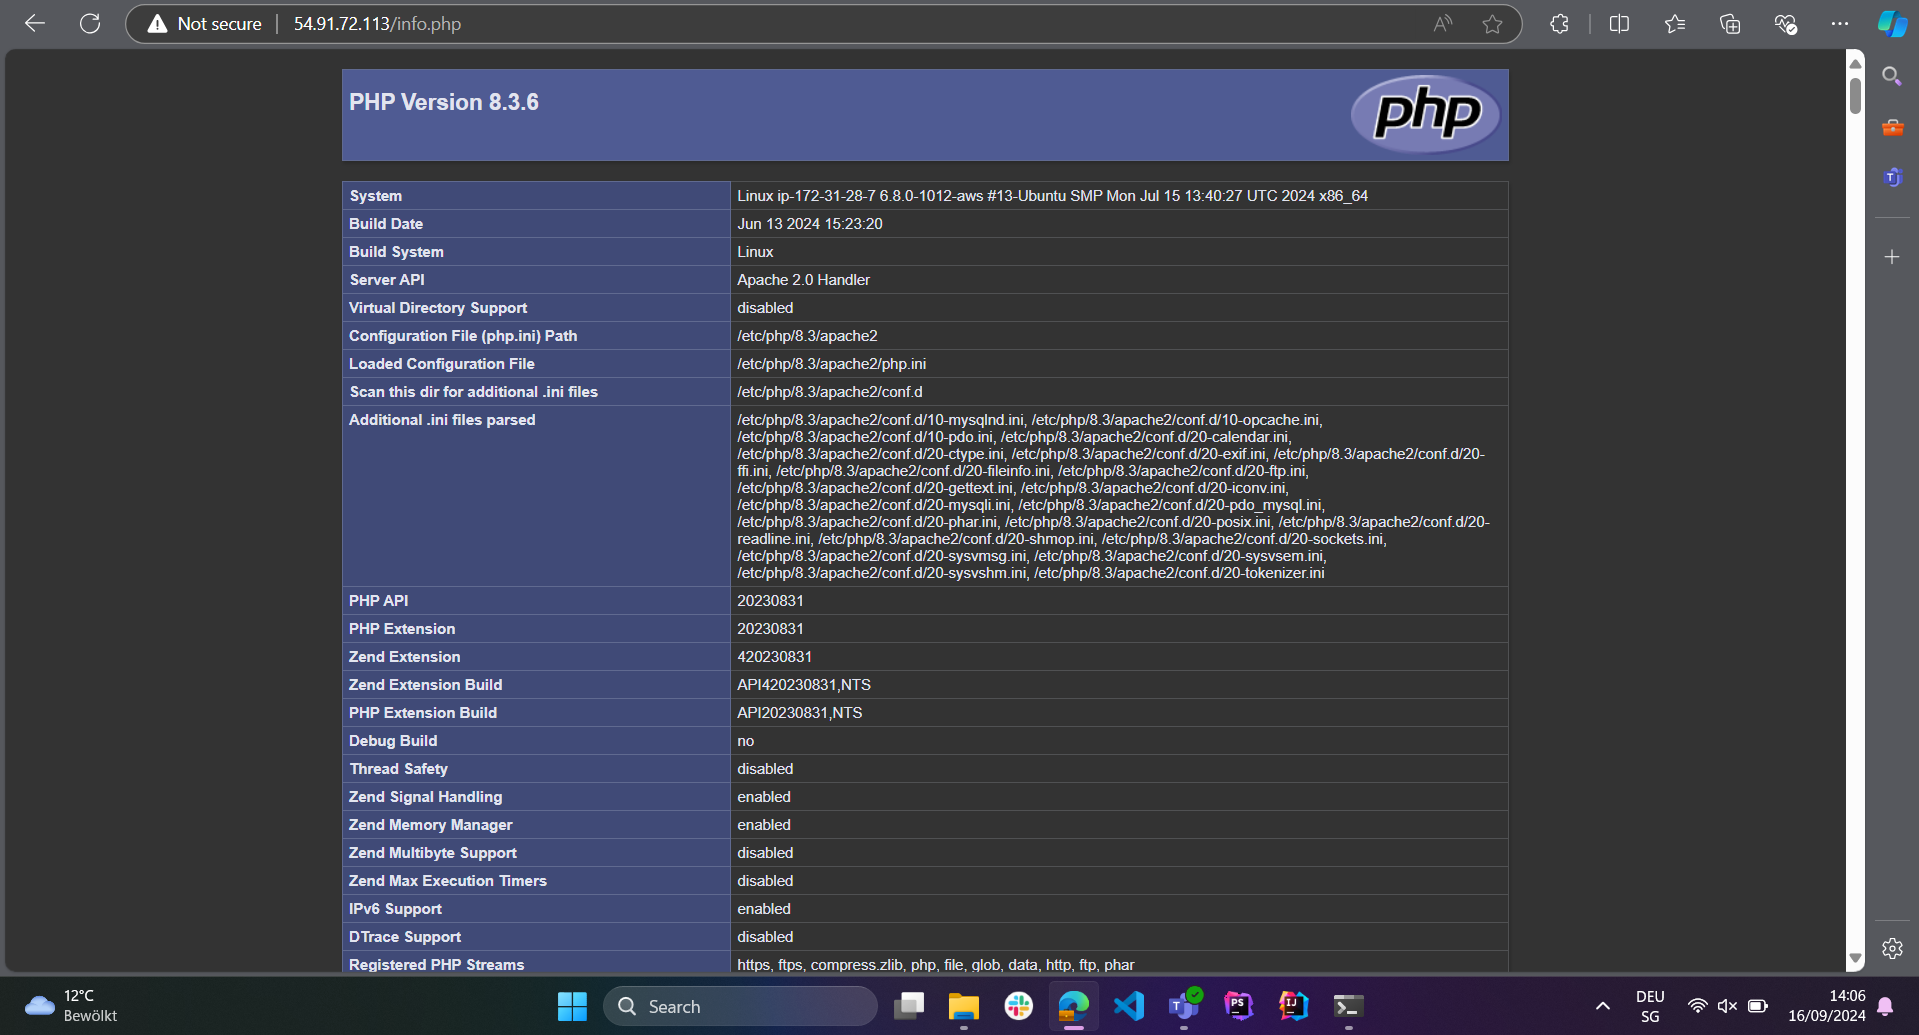 Not secure
54.91.72.113/info.php
PHP Version 8.3.6
php
System Linux ip-172-31-28-7 6.8.0-1012-aws #13-Ubuntu SMP Mon Jul 15 13:40:27 UTC 2024 x86_64
Build Date Jun 13 2024 15:23:20
Build System Linux
Server API Apache 2.0 Handler
Virtual Directory Support disabled
Configuration File (php.ini) Path /etc/php/8.3/apache2
Loaded Configuration File /etc/php/8.3/apache2/php.ini
Scan this dir for additional .ini files /etc/php/8.3/apache2/conf.d
Additional .ini files parsed /etc/php/8.3/apache2/conf.d/10-mysqlnd.ini, /etc/php/8.3/apache2/conf.d/10-opcache.ini,
/etc/php/8.3/apache2/conf.d/10-pdo.ini, /etc/php/8.3/apache2/conf.d/20-calendar.ini,
/etc/php/8.3/apache2/conf.d/20-ctype.ini, /etc/php/8.3/apache2/conf.d/20-exif.ini, /etc/php/8.3/apache2/conf.d/20-
ffi.ini, /etc/php/8.3/apache2/conf.d/20-fileinfo.ini, /etc/php/8.3/apache2/conf.d/20-ftp.ini,
/etc/php/8.3/apache2/conf.d/20-gettext.ini, /etc/php/8.3/apache2/conf.d/20-iconv.ini,
/etc/php/8.3/apache2/conf.d/20-mysqli.ini, /etc/php/8.3/apache2/conf.d/20-pdo_mysql.ini,
/etc/php/8.3/apache2/conf.d/20-phar.ini, /etc/php/8.3/apache2/conf.d/20-posix.ini, /etc/php/8.3/apache2/conf.d/20-
readline.ini, /etc/php/8.3/apache2/conf.d/20-shmop.ini, /etc/php/8.3/apache2/conf.d/20-sockets.ini,
/etc/php/8.3/apache2/conf.d/20-sysvmsg.ini, /etc/php/8.3/apache2/conf.d/20-sysvsem.ini,
/etc/php/8.3/apache2/conf.d/20-sysvshm.ini, /etc/php/8.3/apache2/conf.d/20-tokenizer.ini
PHP API 20230831
PHP Extension 20230831
Zend Extension 420230831
Zend Extension Build API420230831,NTS
PHP Extension Build API20230831,NTS
Debug Build no
Thread Safety disabled
Zend Signal Handling enabled
Zend Memory Manager enabled
Zend Multibyte Support disabled
Zend Max Execution Timers disabled
IPv6 Support enabled
DTrace Support disabled
Registered PHP Streams https, ftps, compress.zlib, php, file, glob, data, http, ftp, phar
12°C
Bewölkt
Search
DEU
SG
14:06
16/09/2024